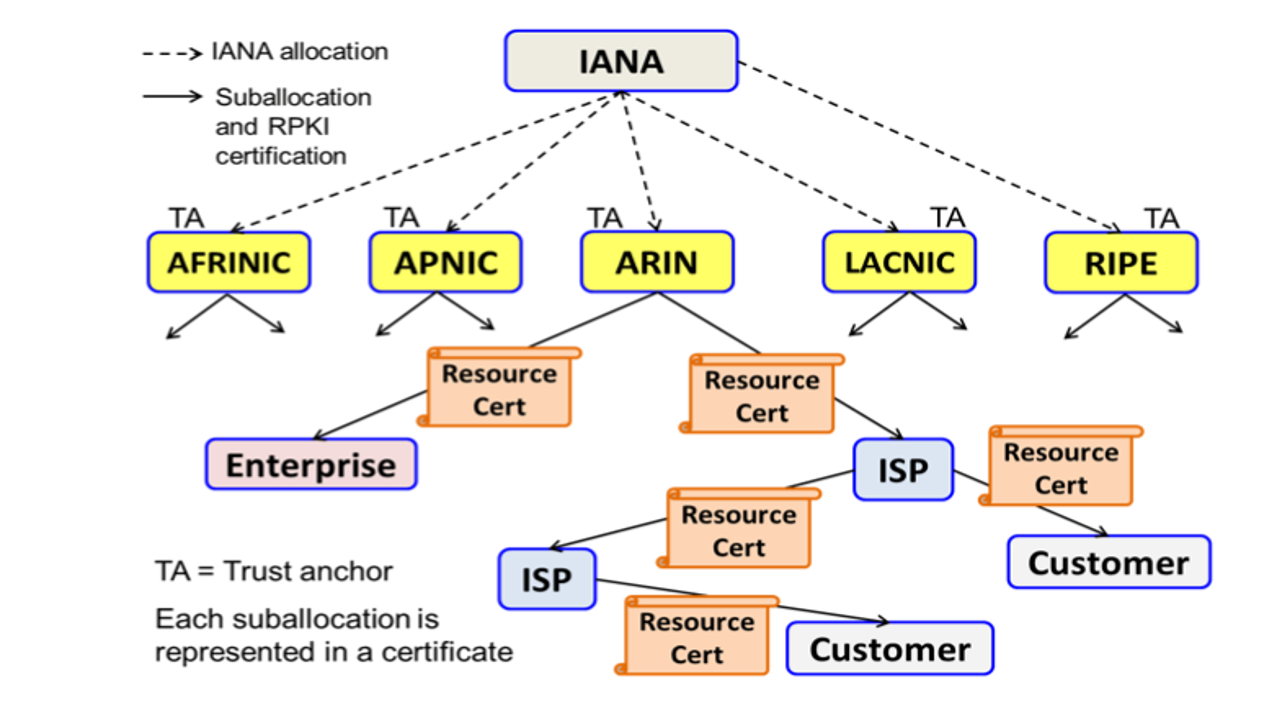 IANA allocation
Suballocation
and RPKI
certification
IANA
TA
TA
TA
TA
TA
AFRINIC
APNIC
ARIN
LACNIC
RIPE
Resource
Cert
Resource
Cert
Enterprise
ISP
Resource
Cert
Resource
Cert
Customer
ISP
Resource
Cert
Customer
TA = Trust anchor
Each suballocation is
represented in a certificate